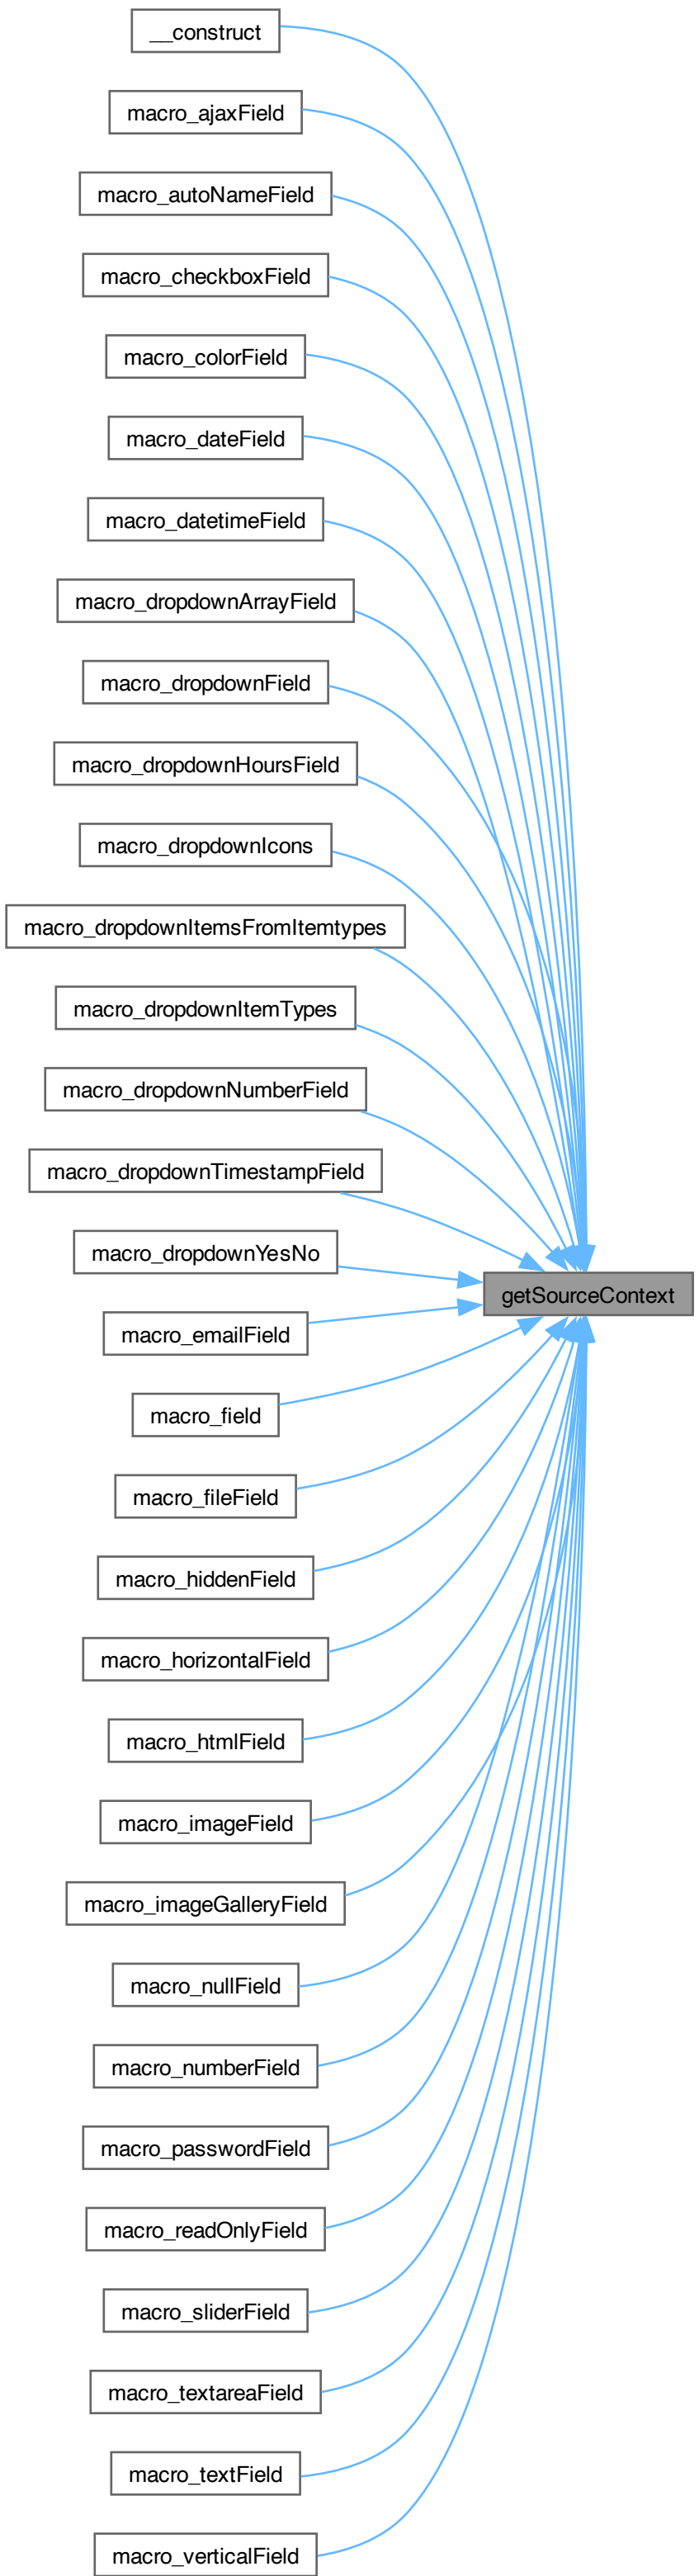 __construct
macro_ajaxField
macro_autoNameField
macro_checkboxField
macro_colorField
macro_dateField
macro_datetimeField
macro_dropdownArrayField
macro_dropdownField
macro_dropdownHoursField
macro_dropdownIcons
macro_dropdownItemsFromItemtypes
macro_dropdownItemTypes
macro_dropdownNumberField
macro_dropdownTimestampField
macro_dropdownYesNo
getSourceContext
macro_emailField
macro_field
macro_fileField
macro_hiddenField
macro_horizontalField
macro_htmlField
macro_imageField
macro_imageGalleryField
macro_nullField
macro_numberField
macro_passwordField
macro_readOnlyField
macro_sliderField
macro_textareaField
macro_textField
macro_verticalField